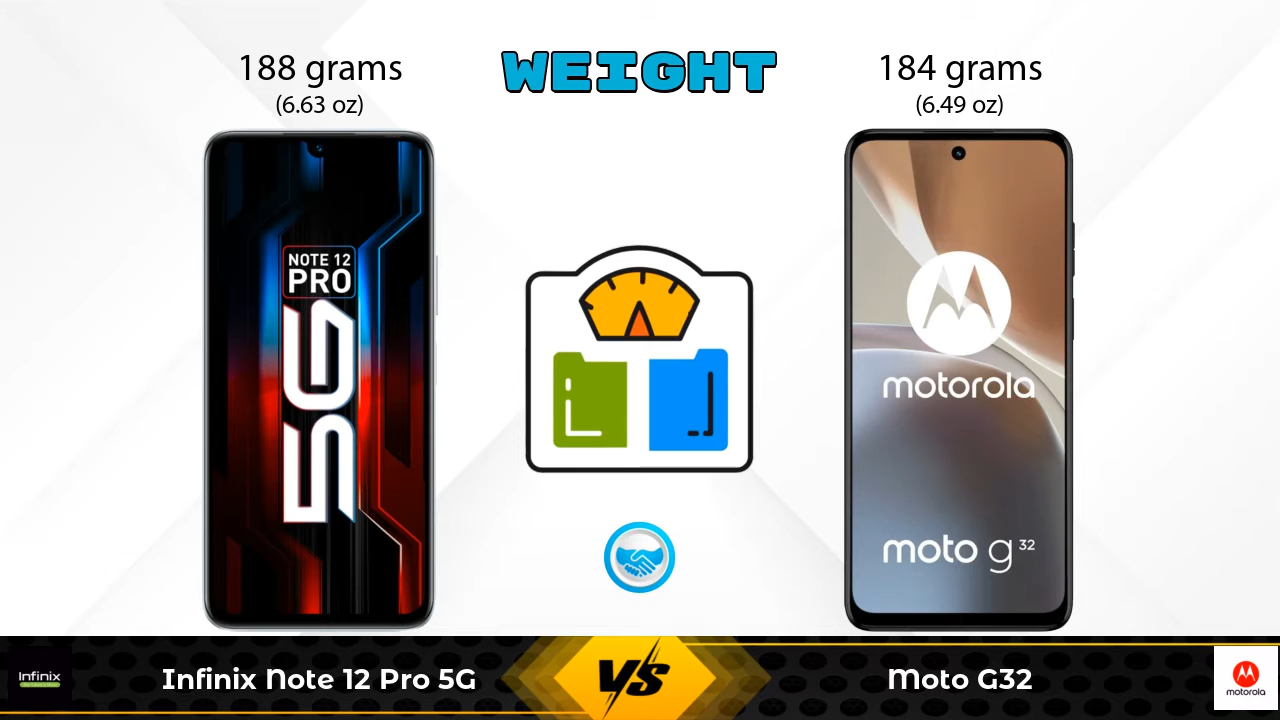 WEIGHT
188 grams
(6.63 oz)
184 grams
(6.49 oz)
NOTE 12
PRO
5G
motorola
moto g 32
Infinix
Infinix Note 12 Pro 5G
VS
Moto G32
motorola